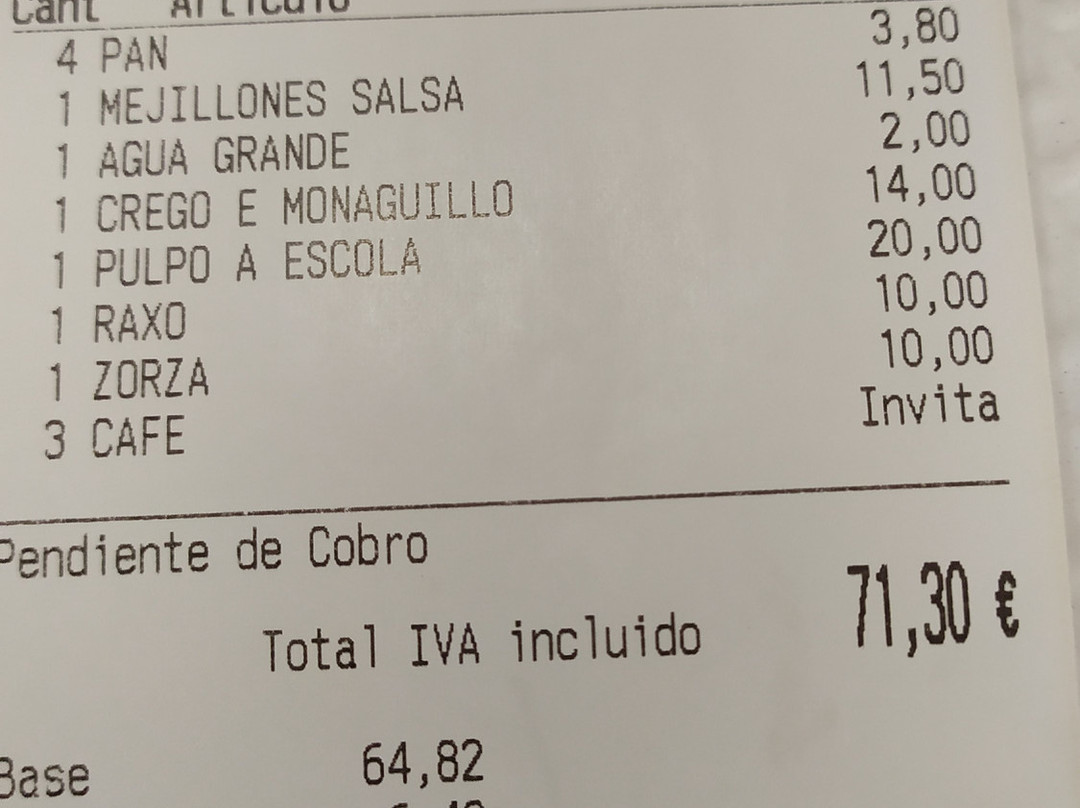 Cant Articulo
4 PAN 3,80
1 MEJILLONES SALSA 11,50
1 AGUA GRANDE 2,00
1 CREGO E MONAGUILLO 14,00
1 PULPO A ESCOLA 20,00
1 RAXO 10,00
1 ZORZA 10,00
3 CAFE Invita
Pendiente de Cobro
Total IVA incluido 71,30 €
Base 64,82